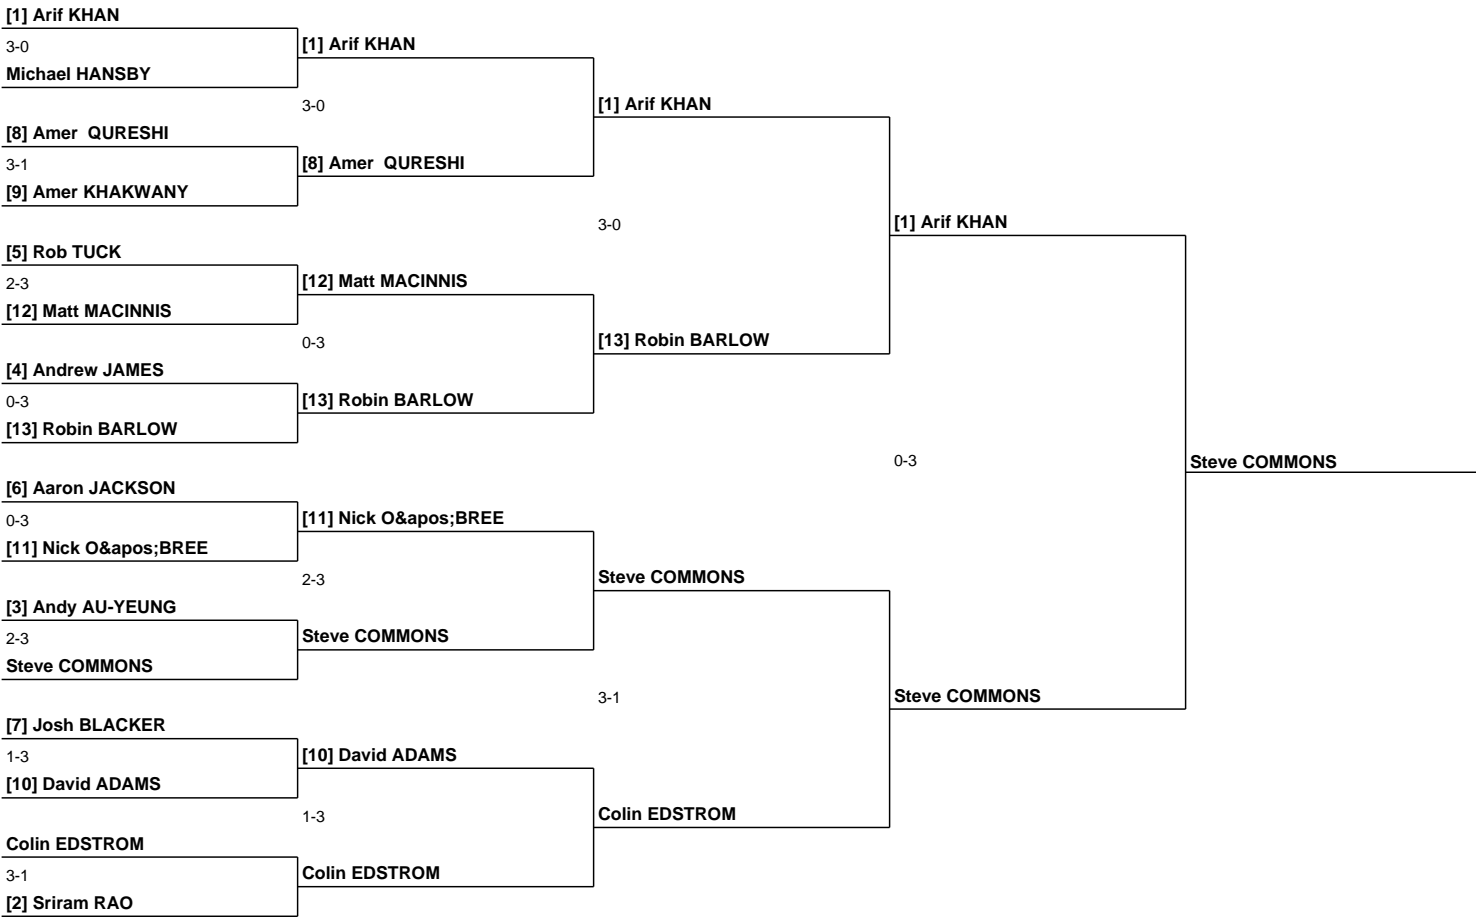 [1] Arif KHAN
3-0
Michael HANSBY
[8] Amer  QURESHI
3-1
[9] Amer KHAKWANY
[5] Rob TUCK
2-3
[12] Matt MACINNIS
[4] Andrew JAMES
0-3
[13] Robin BARLOW
[6] Aaron JACKSON
0-3
[11] Nick O&apos;BREE
[3] Andy AU-YEUNG
2-3
Steve COMMONS
[7] Josh BLACKER
1-3
[10] David ADAMS
Colin EDSTROM
3-1
[2] Sriram RAO
[1] Arif KHAN
3-0
[8] Amer  QURESHI
[12] Matt MACINNIS
0-3
[13] Robin BARLOW
[11] Nick O&apos;BREE
2-3
Steve COMMONS
[10] David ADAMS
1-3
Colin EDSTROM
[1] Arif KHAN
3-0
[13] Robin BARLOW
Steve COMMONS
3-1
Colin EDSTROM
[1] Arif KHAN
0-3
Steve COMMONS
Steve COMMONS